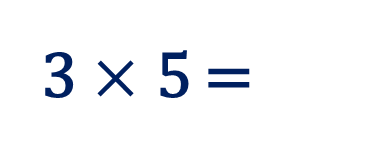 3 × 5 =